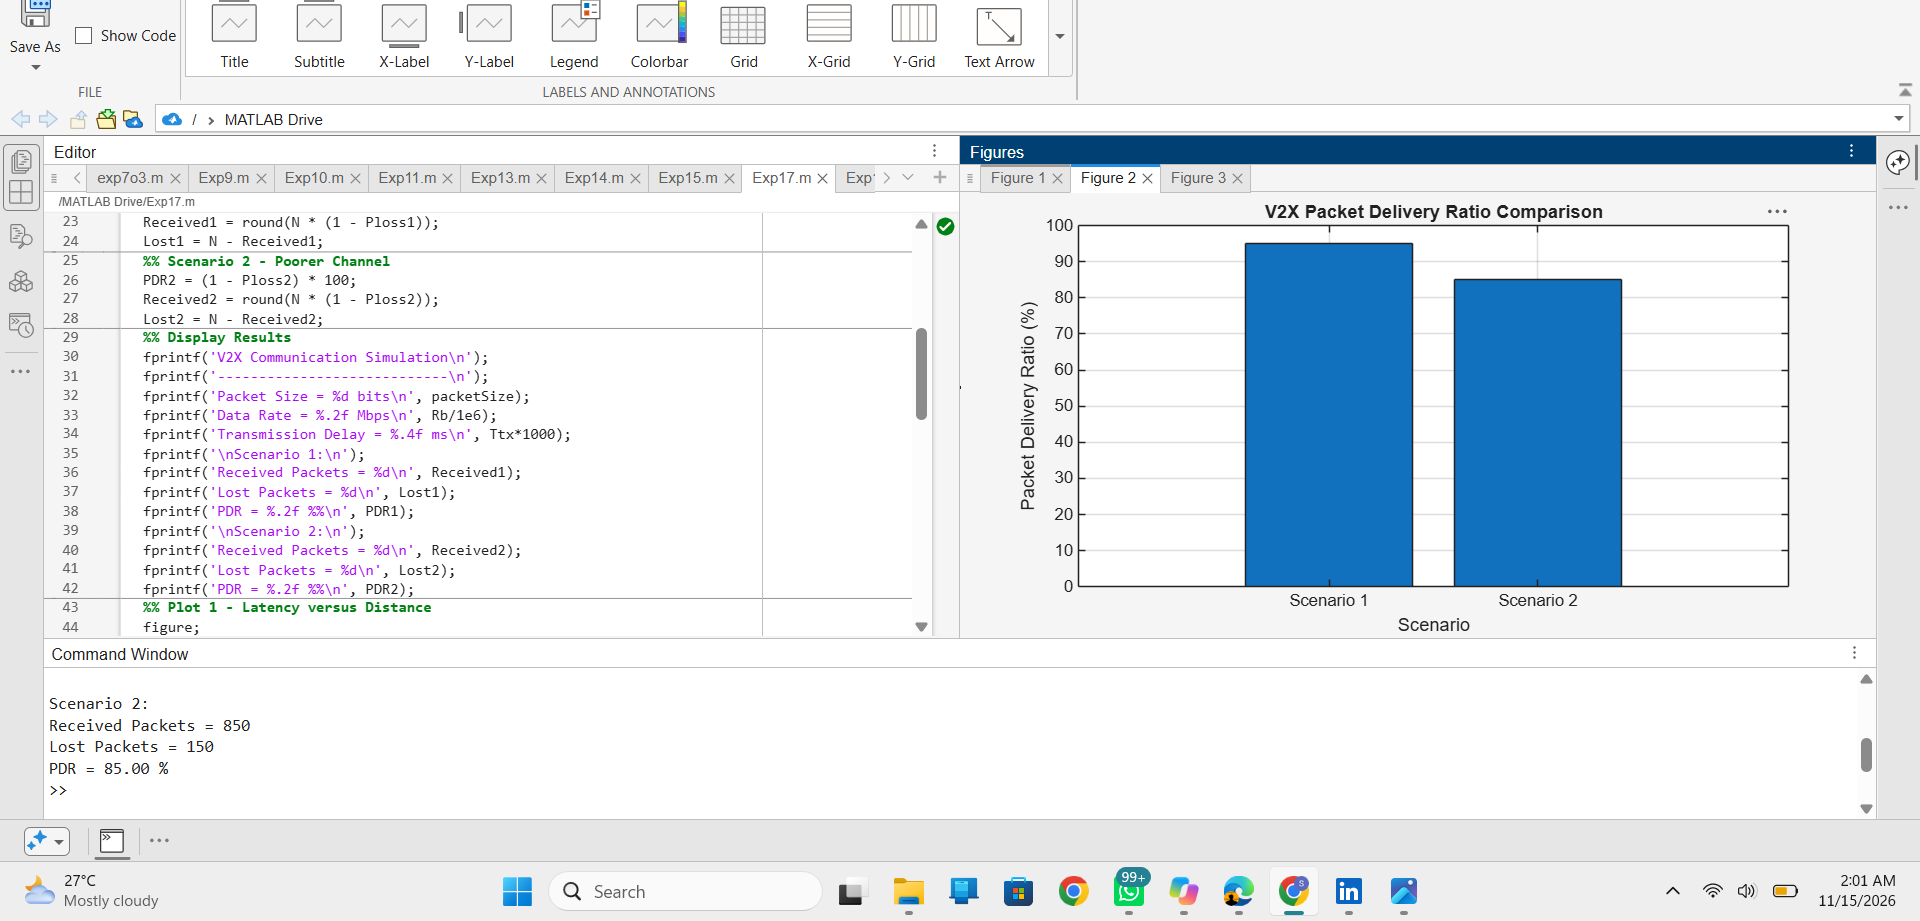 Save As
Show Code
Title
Subtitle
X-Label
Y-Label
Legend
Colorbar
Grid
X-Grid
Y-Grid
Text Arrow
FILE
LABELS AND ANNOTATIONS
/ › MATLAB Drive
Editor
exp7o3.m
Exp9.m
Exp10.m
Exp11.m
Exp13.m
Exp14.m
Exp15.m
Exp17.m
Exp
/MATLAB Drive/Exp17.m
23 Received1 = round(N * (1 - Ploss1));
24 Lost1 = N - Received1;
25 %% Scenario 2 - Poorer Channel
26 PDR2 = (1 - Ploss2) * 100;
27 Received2 = round(N * (1 - Ploss2));
28 Lost2 = N - Received2;
29 %% Display Results
30 fprintf('V2X Communication Simulation\n');
31 fprintf('----------------------------\n');
32 fprintf('Packet Size = %d bits\n', packetSize);
33 fprintf('Data Rate = %.2f Mbps\n', Rb/1e6);
34 fprintf('Transmission Delay = %.4f ms\n', Ttx*1000);
35 fprintf('\nScenario 1:\n');
36 fprintf('Received Packets = %d\n', Received1);
37 fprintf('Lost Packets = %d\n', Lost1);
38 fprintf('PDR = %.2f %%\n', PDR1);
39 fprintf('\nScenario 2:\n');
40 fprintf('Received Packets = %d\n', Received2);
41 fprintf('Lost Packets = %d\n', Lost2);
42 fprintf('PDR = %.2f %%\n', PDR2);
43 %% Plot 1 - Latency versus Distance
44 figure;
Figures
Figure 1
Figure 2
Figure 3
V2X Packet Delivery Ratio Comparison
Packet Delivery Ratio (%)
100
90
80
70
60
50
40
30
20
10
0
Scenario 1
Scenario 2
Scenario
Command Window
Scenario 2:
Received Packets = 850
Lost Packets = 150
PDR = 85.00 %
>>
27°C
Mostly cloudy
Search
99+
S
2:01 AM
11/15/2026